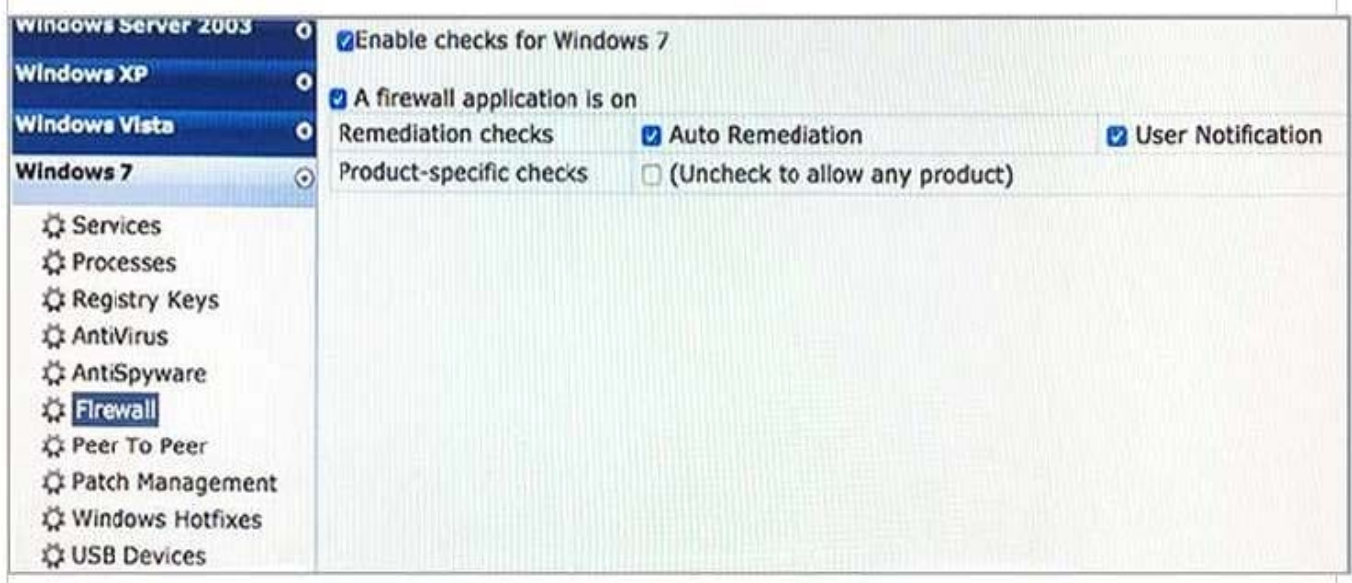 Windows Server 2003
Windows XP
Windows Vista
Windows 7
Services
Processes
Registry Keys
AntiVirus
AntiSpyware
Firewall
Peer To Peer
Patch Management
Windows Hotfixes
USB Devices
Enable checks for Windows 7
A firewall application is on
Remediation checks Auto Remediation User Notification
Product-specific checks (Uncheck to allow any product)